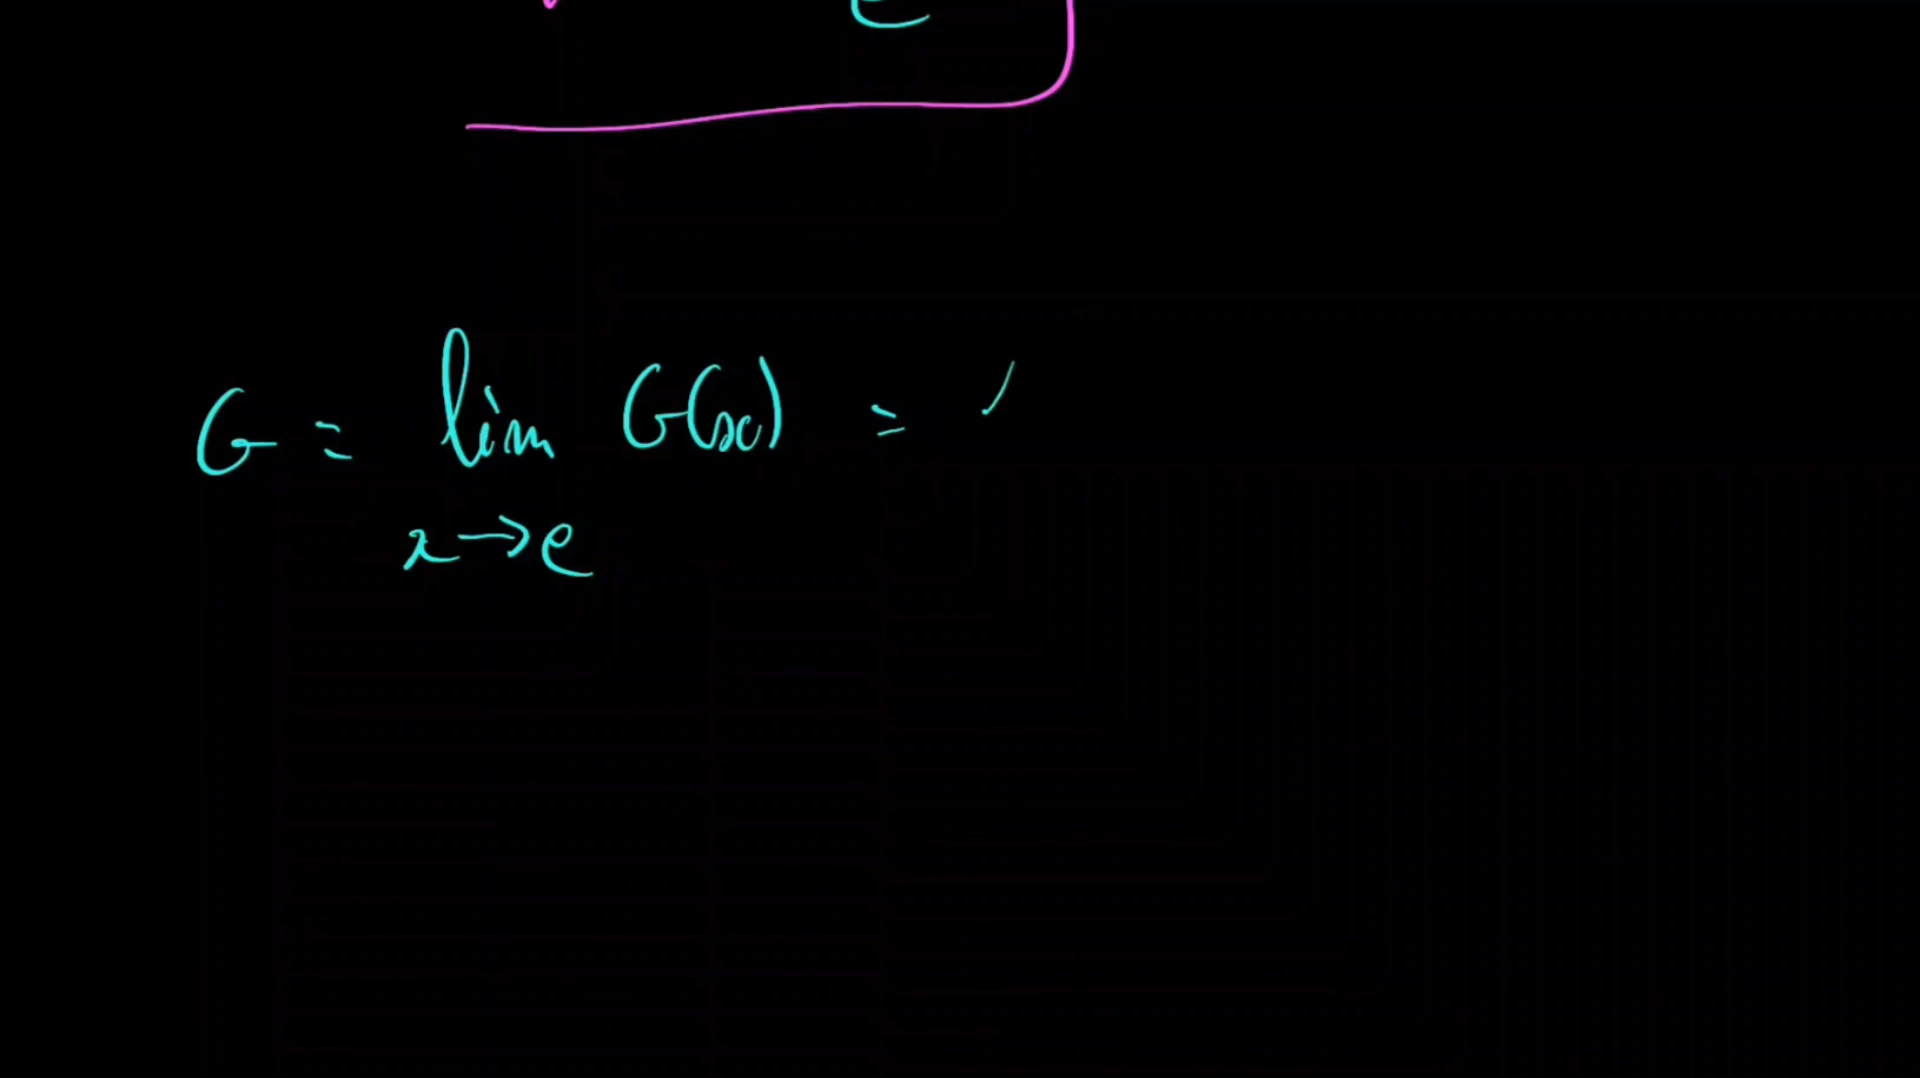 e
G = lim G(x) =
x→e